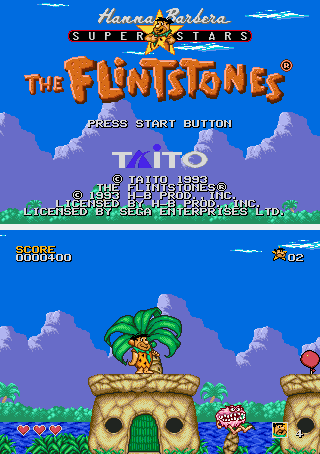 Hanna Barbera
SUPER STARS
THE FLINTSTONES®
PRESS START BUTTON
TAITO
© TAITO 1993
THE FLINTSTONES®
© 1993 H-B PROD., INC.
LICENSED BY H-B PROD., INC.
LICENSED BY SEGA ENTERPRISES LTD.
SCORE
0000400
02
4